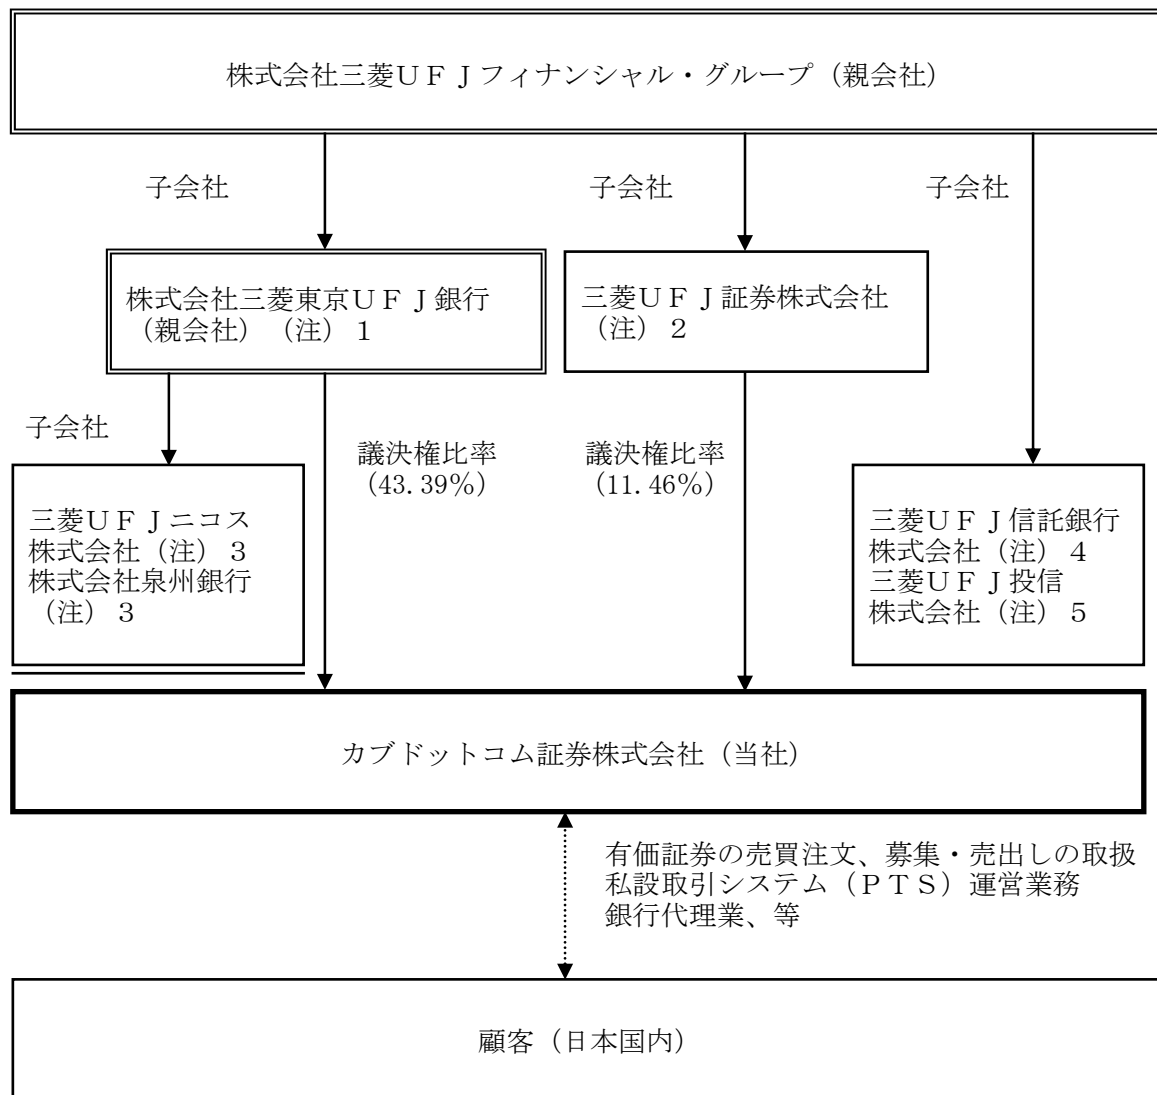 株式会社三菱ＵＦＪフィナンシャル・グループ（親会社）
子会社
子会社
子会社
株式会社三菱東京ＵＦＪ銀行
（親会社）（注）１
三菱ＵＦＪ証券株式会社
（注）２
子会社
議決権比率
(43.39％)
議決権比率
(11.46％)
三菱ＵＦＪニコス
株式会社（注）３
株式会社泉州銀行
（注）３
三菱ＵＦＪ信託銀行
株式会社（注）４
三菱ＵＦＪ投信
株式会社（注）５
カブドットコム証券株式会社（当社）
有価証券の売買注文、募集・売出しの取扱
私設取引システム（ＰＴＳ）運営業務
銀行代理業、等
顧客（日本国内）